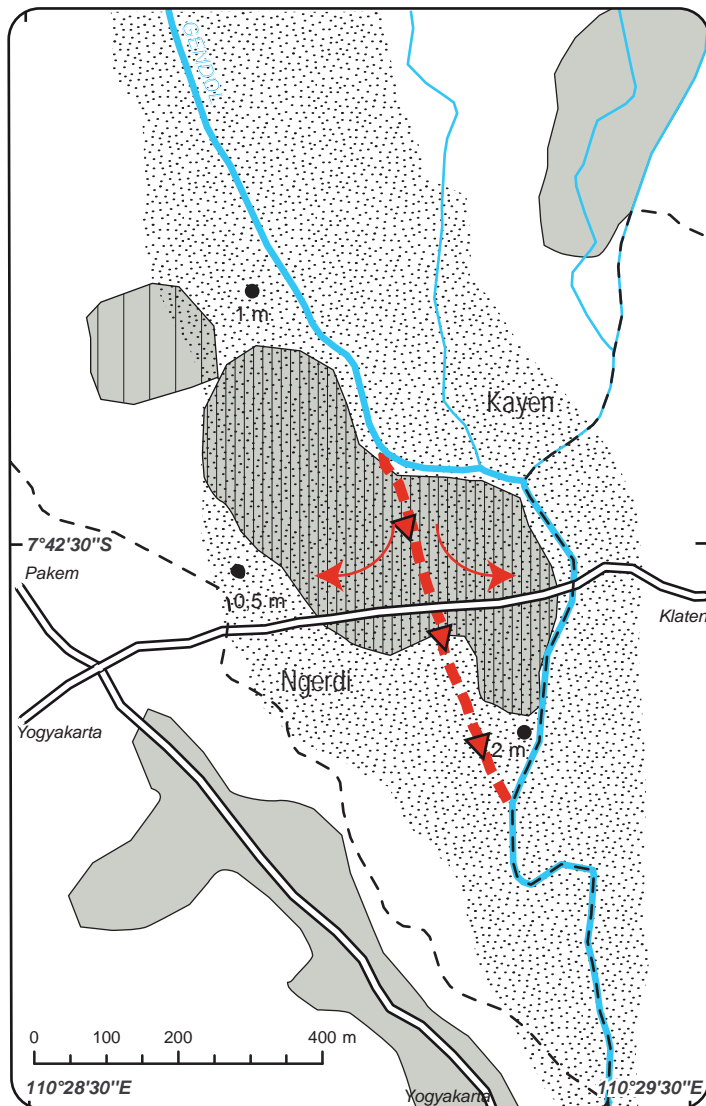 GENDOL
1 m
Kayen
7°42'30"S
Pakem
0,5 m
Klaten
Ngerdi
Yogyakarta
2 m
0 100 200 400 m
110°28'30"E
Yogyakarta
110°29'30"E